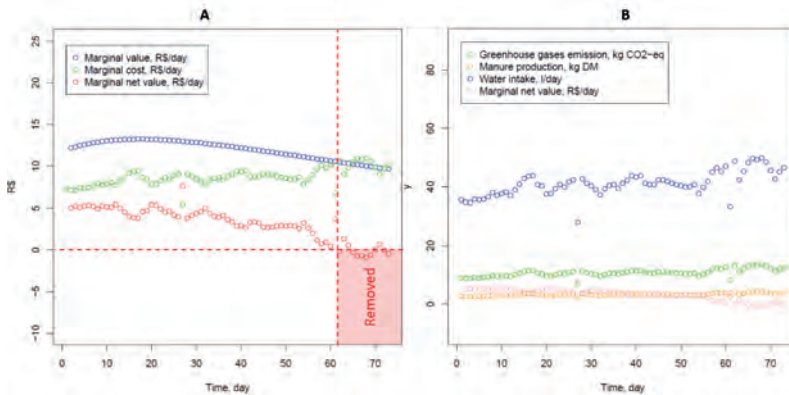 A
R$
25
20
15
10
5
0
-5
-10
Marginal value, R$/day
Marginal cost, R$/day
Marginal net value, R$/day
Removed
0 10 20 30 40 50 60 70
Time, day
B
y
80
60
40
20
0
Greenhouse gases emission, kg CO2-eq
Manure production, kg DM
Water intake, l/day
Marginal net value, R$/day
0 10 20 30 40 50 60 70
Time, day